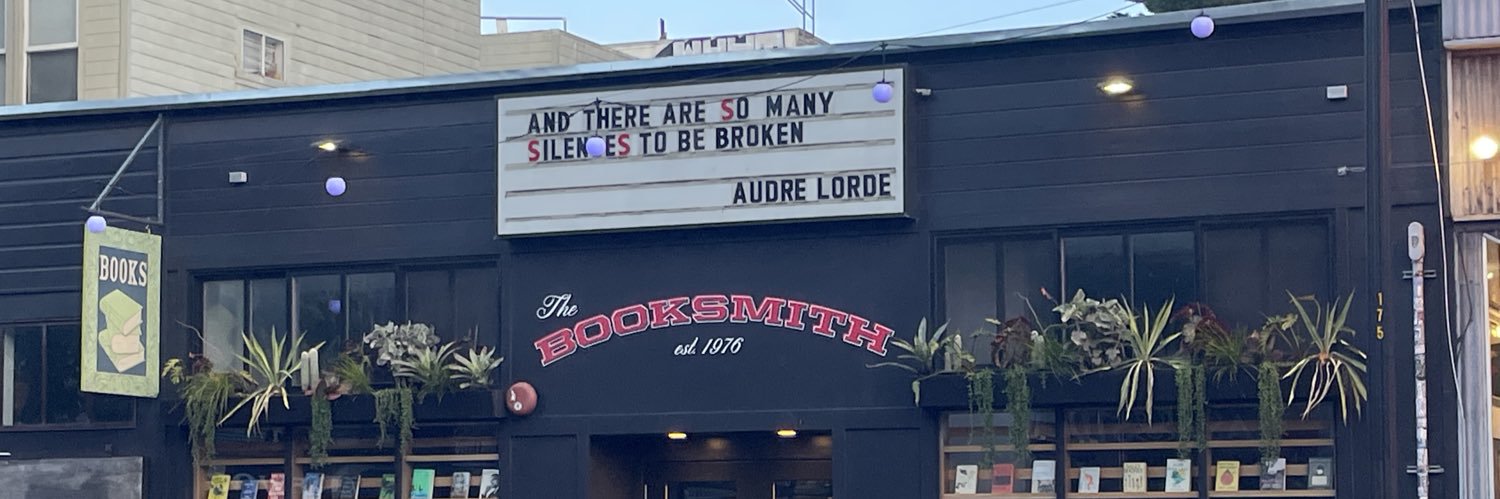 AND THERE ARE SO MANY
SILENCES TO BE BROKEN
AUDRE LORDE
BOOKS
The
BOOKSMITH
est. 1976
175